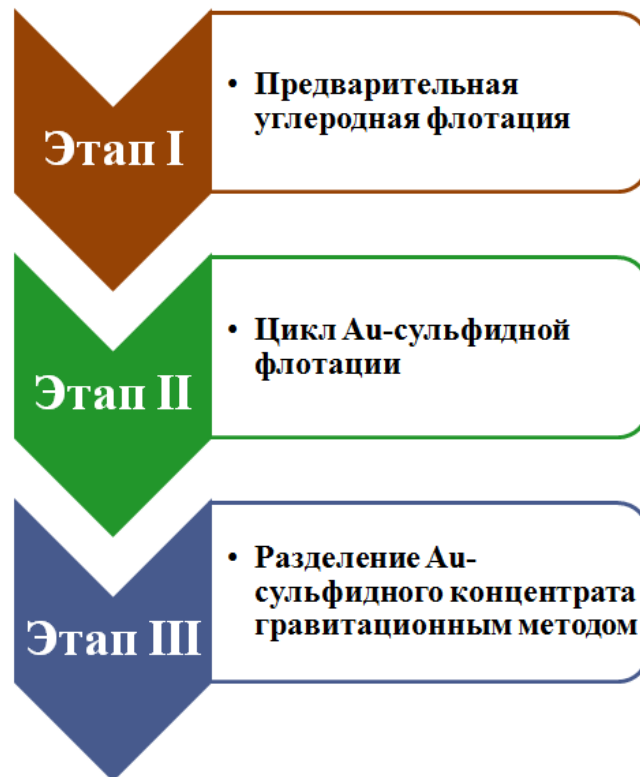 Этап I
• Предварительная
углеродная флотация
Этап II
• Цикл Au-сульфидной
флотации
Этап III
• Разделение Au-
сульфидного концентрата
гравитационным методом